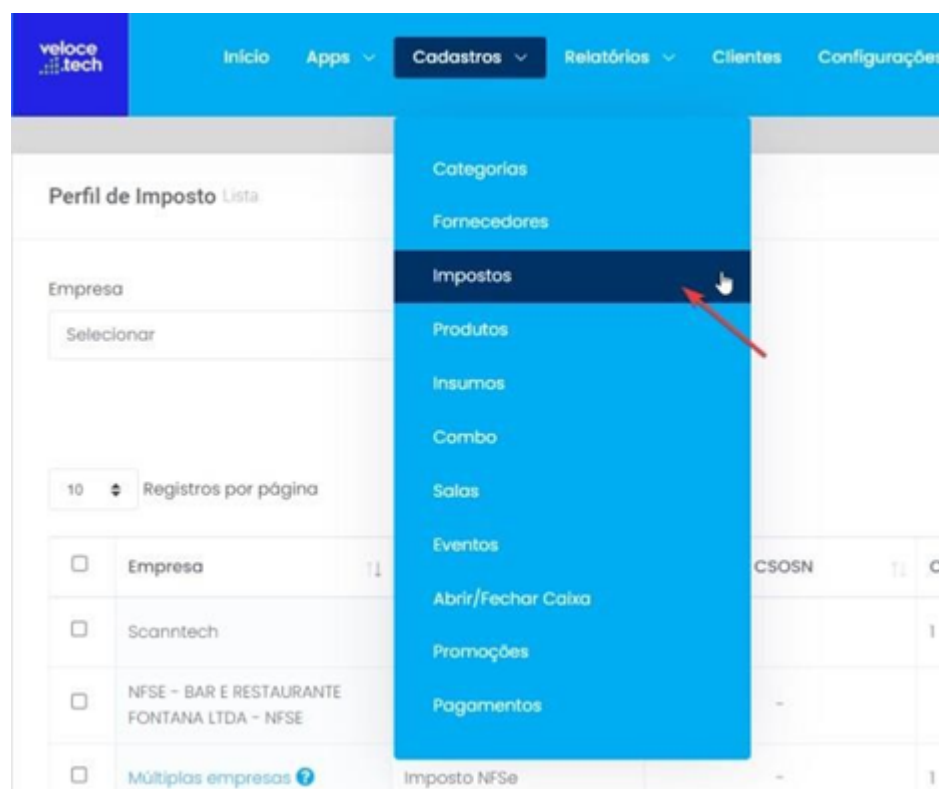 veloce
.tech
Início Apps Cadastros Relatórios Clientes Configurações
Categorias
Perfil de Imposto Lista
Fornecedores
Impostos
Empresa
Selecionar
Produtos
Insumos
Combo
10 Registros por página
Salas
Eventos
Empresa CSOSN C
Abrir/Fechar Caixa
Scanntech 1
Promoções
NFSE - BAR E RESTAURANTE
FONTANA LTDA - NFSE -
Pagamentos
Múltiplas empresas ? Imposto NFSe - 1